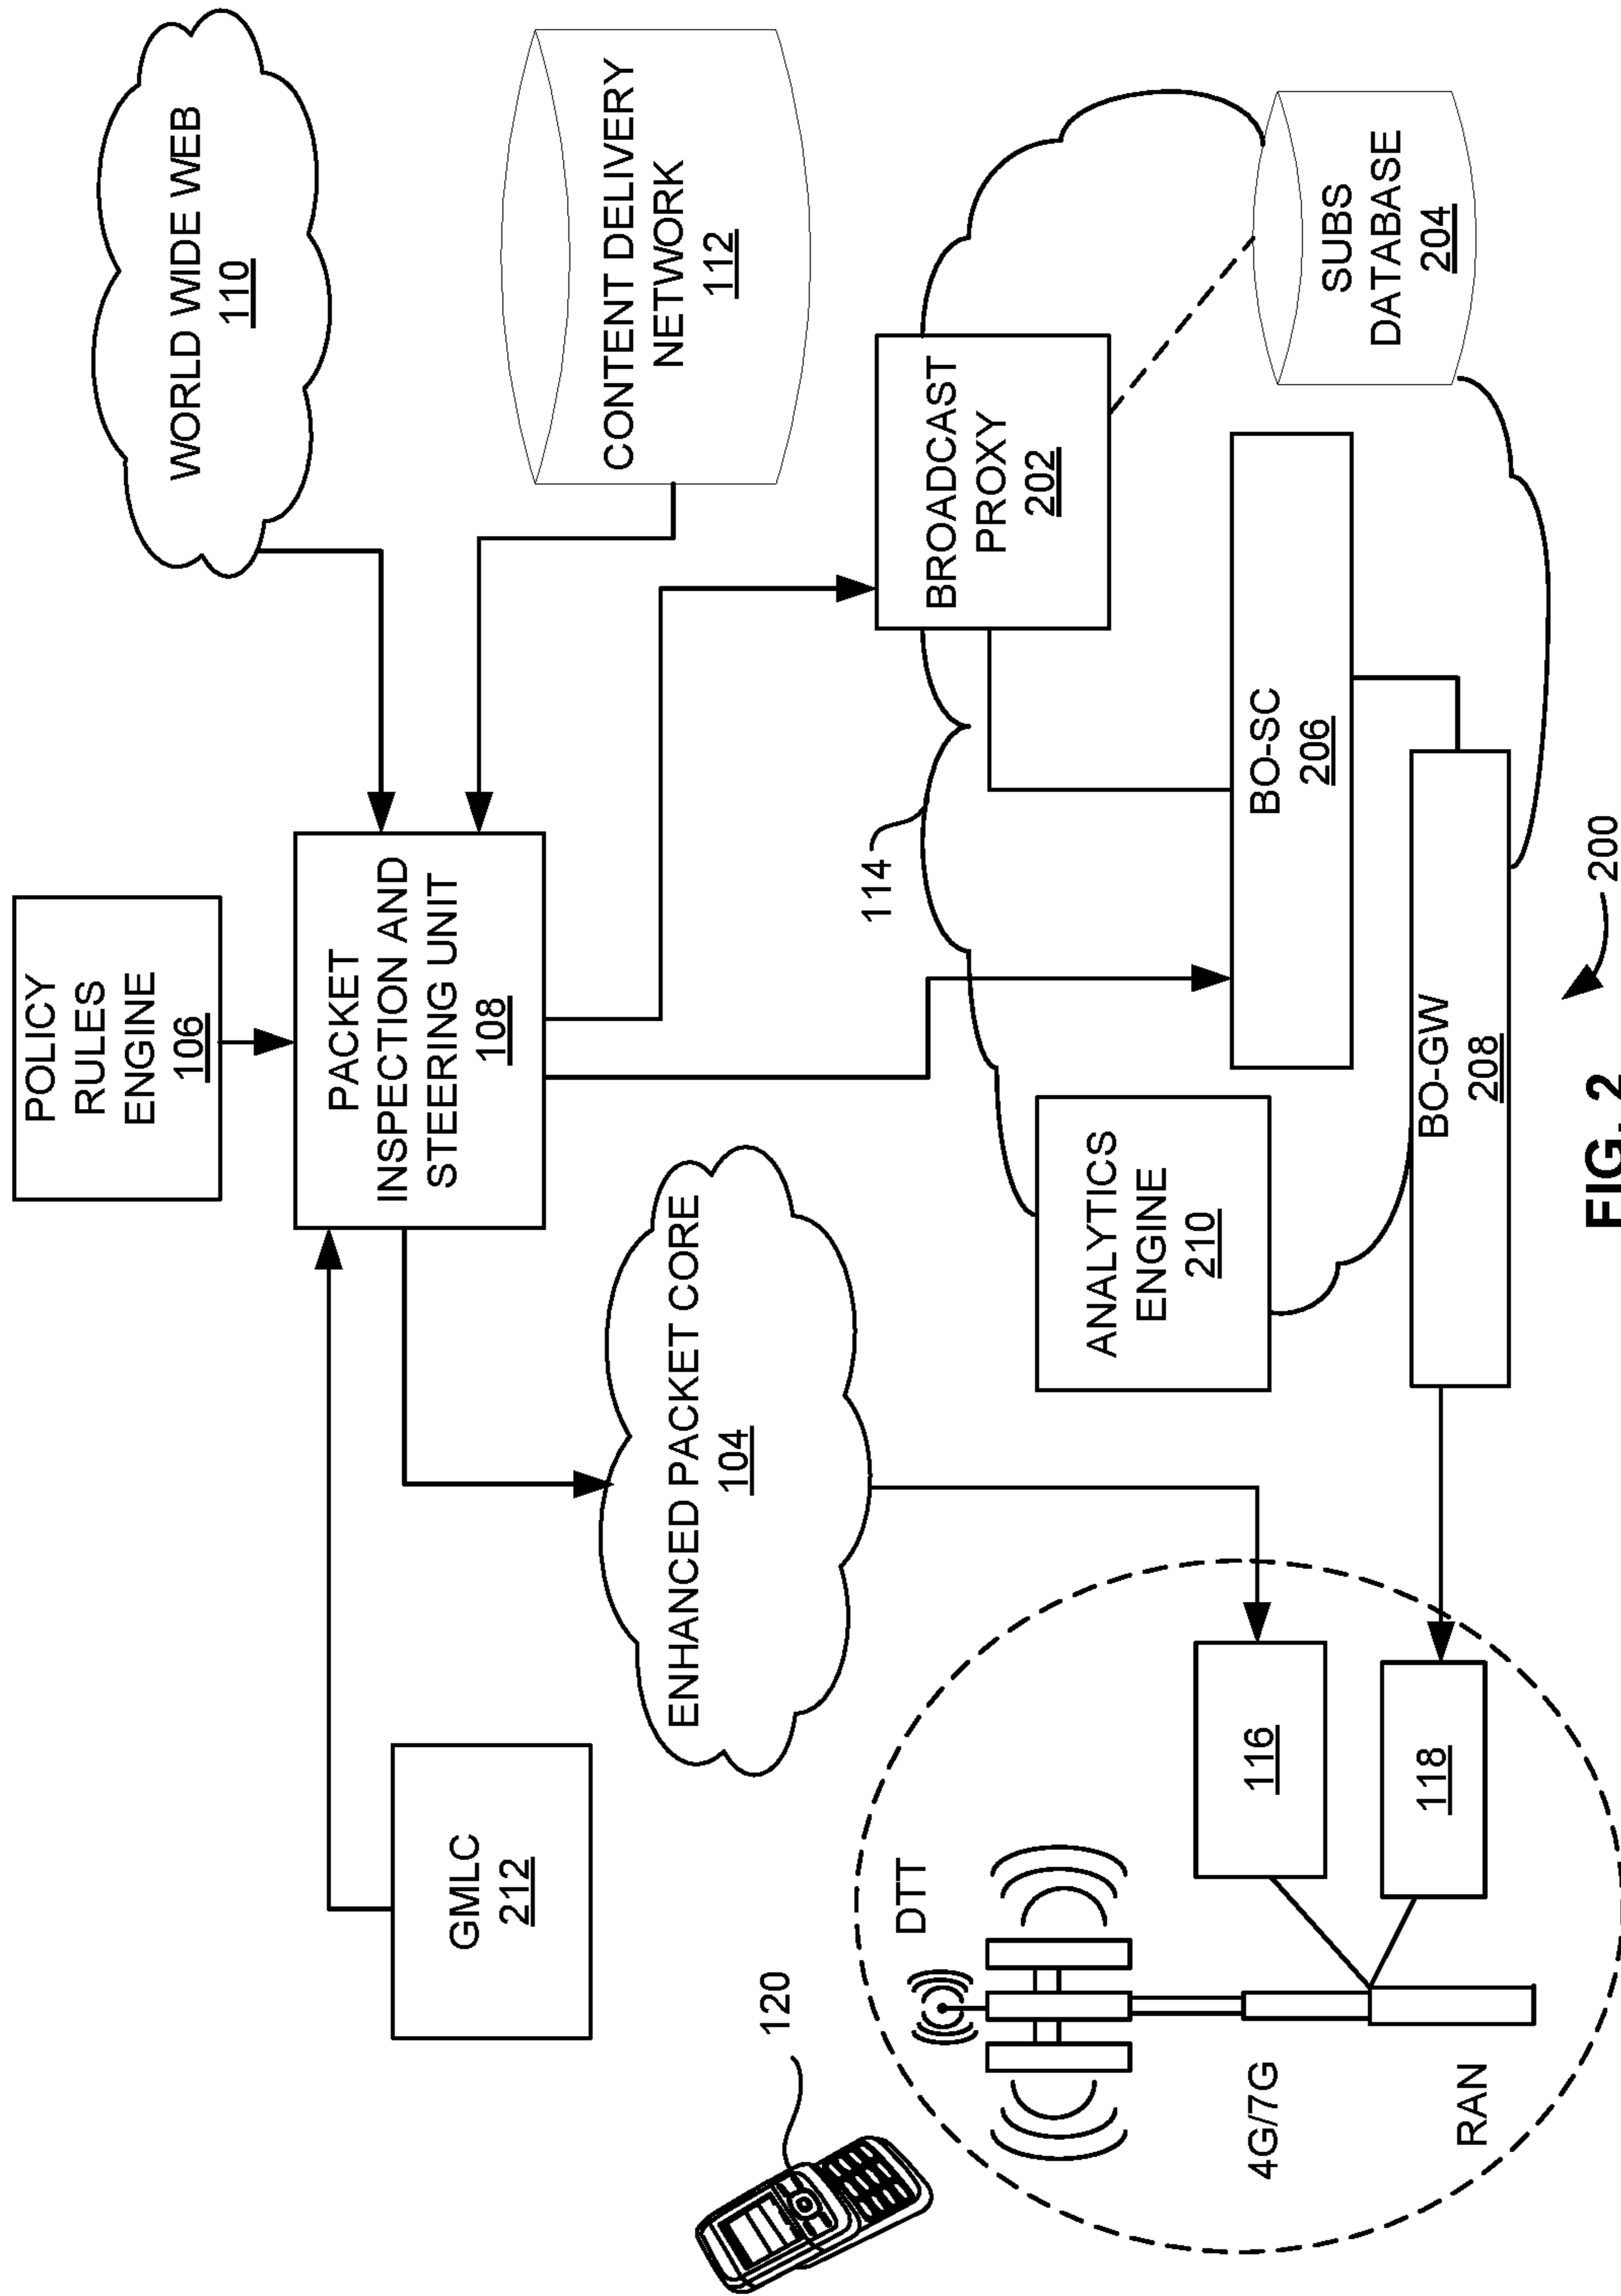 POLICY
RULES
ENGINE
106
WORLD WIDE WEB
110
GMLC
212
PACKET
INSPECTION AND
STEERING UNIT
108
CONTENT DELIVERY
NETWORK
112
ENHANCED PACKET CORE
104
120
DTT
114
BROADCAST
PROXY
202
ANALYTICS
ENGINE
210
4G/7G
116
BO-SC
206
SUBS
DATABASE
204
RAN
118
BO-GW
208
200
FIG. 2